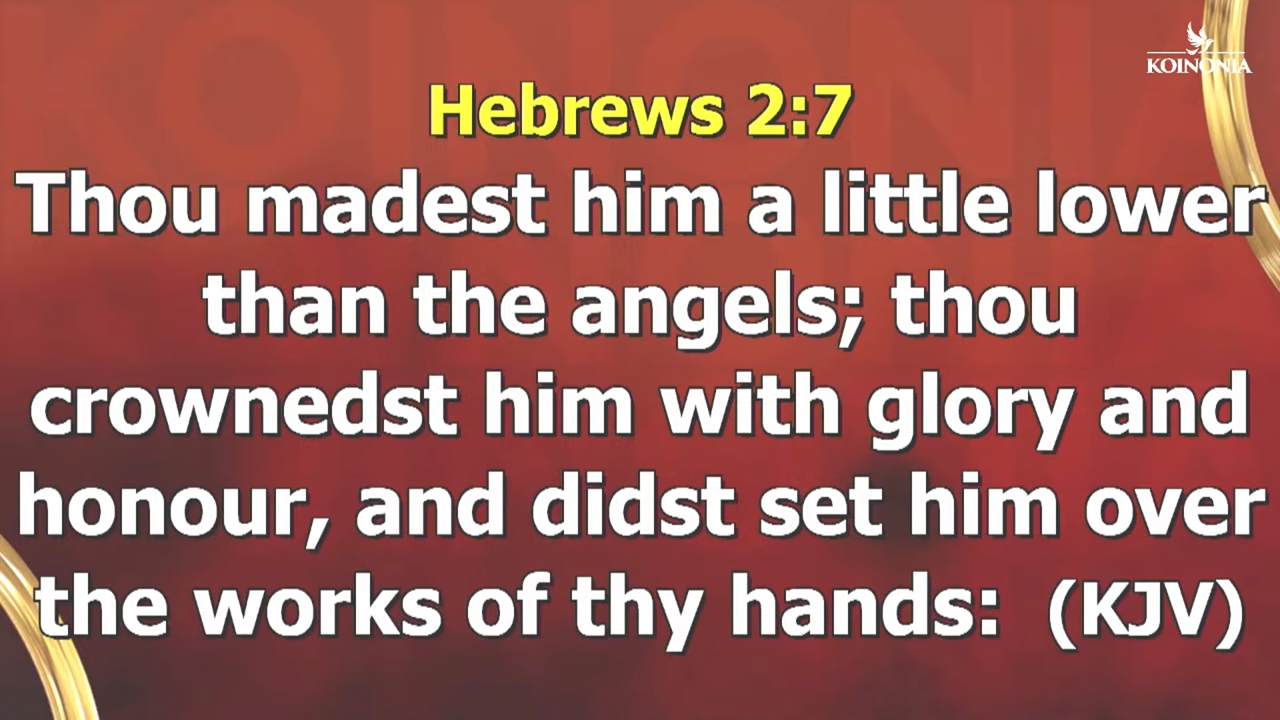 KOINONIA
Hebrews 2:7
Thou madest him a little lower
than the angels; thou
crownedst him with glory and
honour, and didst set him over
the works of thy hands:  (KJV)